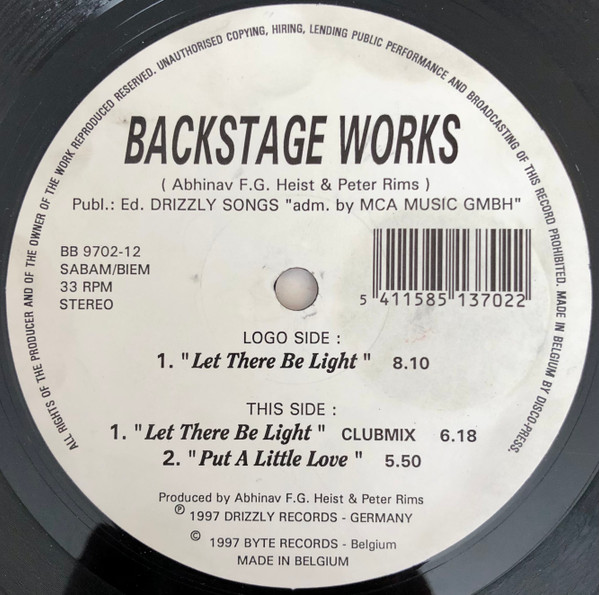 ALL RIGHTS OF THE PRODUCER AND OF THE OWNER OF THE WORK REPRODUCED RESERVED. UNAUTHORISED COPYING, HIRING, LENDING PUBLIC PERFORMANCE AND BROADCASTING OF THIS RECORD PROHIBITED. MADE IN BELGIUM BY DISCO-PRESS.
BACKSTAGE WORKS
( Abhinav F.G. Heist & Peter Rims )
Publ.: Ed. DRIZZLY SONGS "adm. by MCA MUSIC GMBH"
BB 9702-12
SABAM/BIEM
33 RPM
STEREO
5 411585 137022
LOGO SIDE :
1. "Let There Be Light" 8.10
THIS SIDE :
1. "Let There Be Light" CLUBMIX 6.18
2. "Put A Little Love" 5.50
Produced by Abhinav F.G. Heist & Peter Rims
℗ 1997 DRIZZLY RECORDS - GERMANY
© 1997 BYTE RECORDS - Belgium
MADE IN BELGIUM